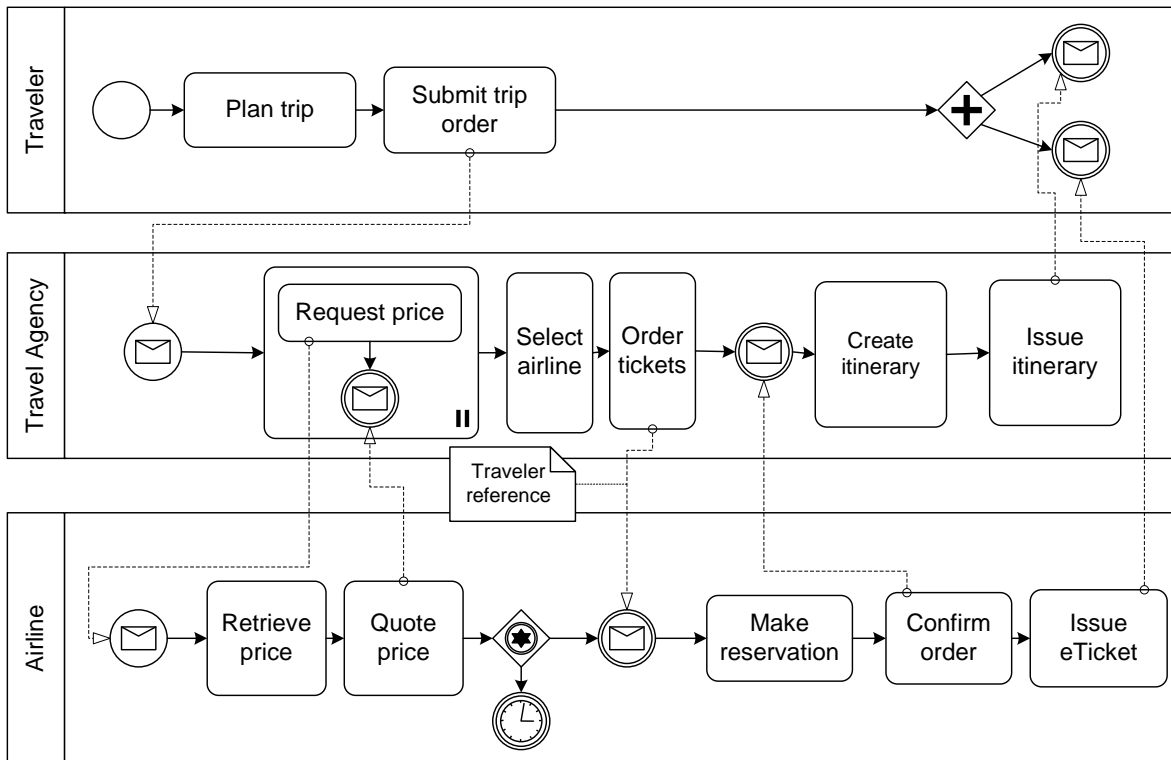 Traveler
Plan trip
Submit trip
order
Travel Agency
Request price
Select
airline
Order
tickets
Create
itinerary
Issue
itinerary
Traveler
reference
Airline
Retrieve
price
Quote
price
Make
reservation
Confirm
order
Issue
eTicket